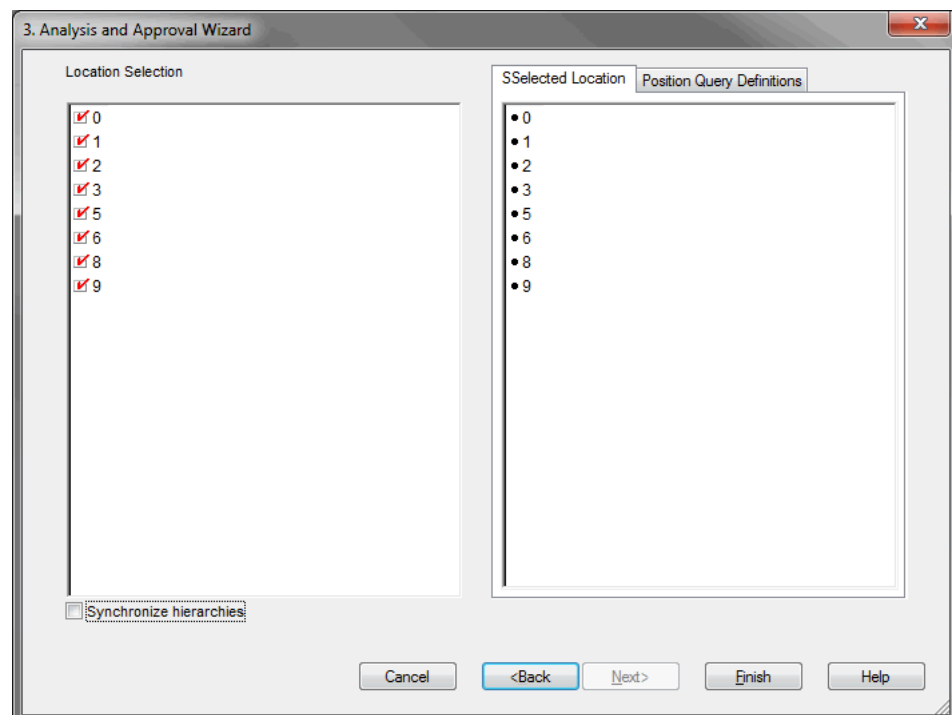 3. Analysis and Approval Wizard
Location Selection
SSelected Location
Position Query Definitions
0
1
2
3
5
6
8
9
0
1
2
3
5
6
8
9
Synchronize hierarchies
Cancel
<Back
Next>
Finish
Help